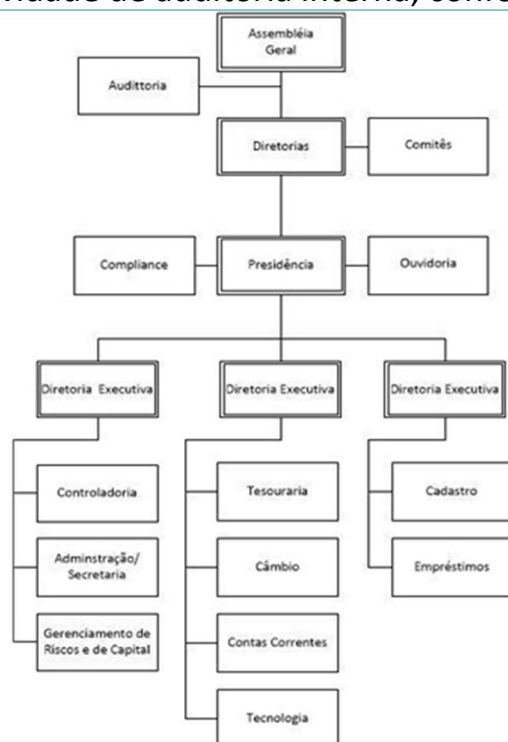 Assembléia
Geral
Audittoria
Diretorias
Comitês
Compliance
Presidência
Ouvidoria
Diretoria Executiva
Diretoria Executiva
Diretoria Executiva
Controladoria
Tesouraria
Cadastro
Adminstração/
Secretaria
Câmbio
Empréstimos
Gerenciamento de
Riscos e de Capital
Contas Correntes
Tecnologia